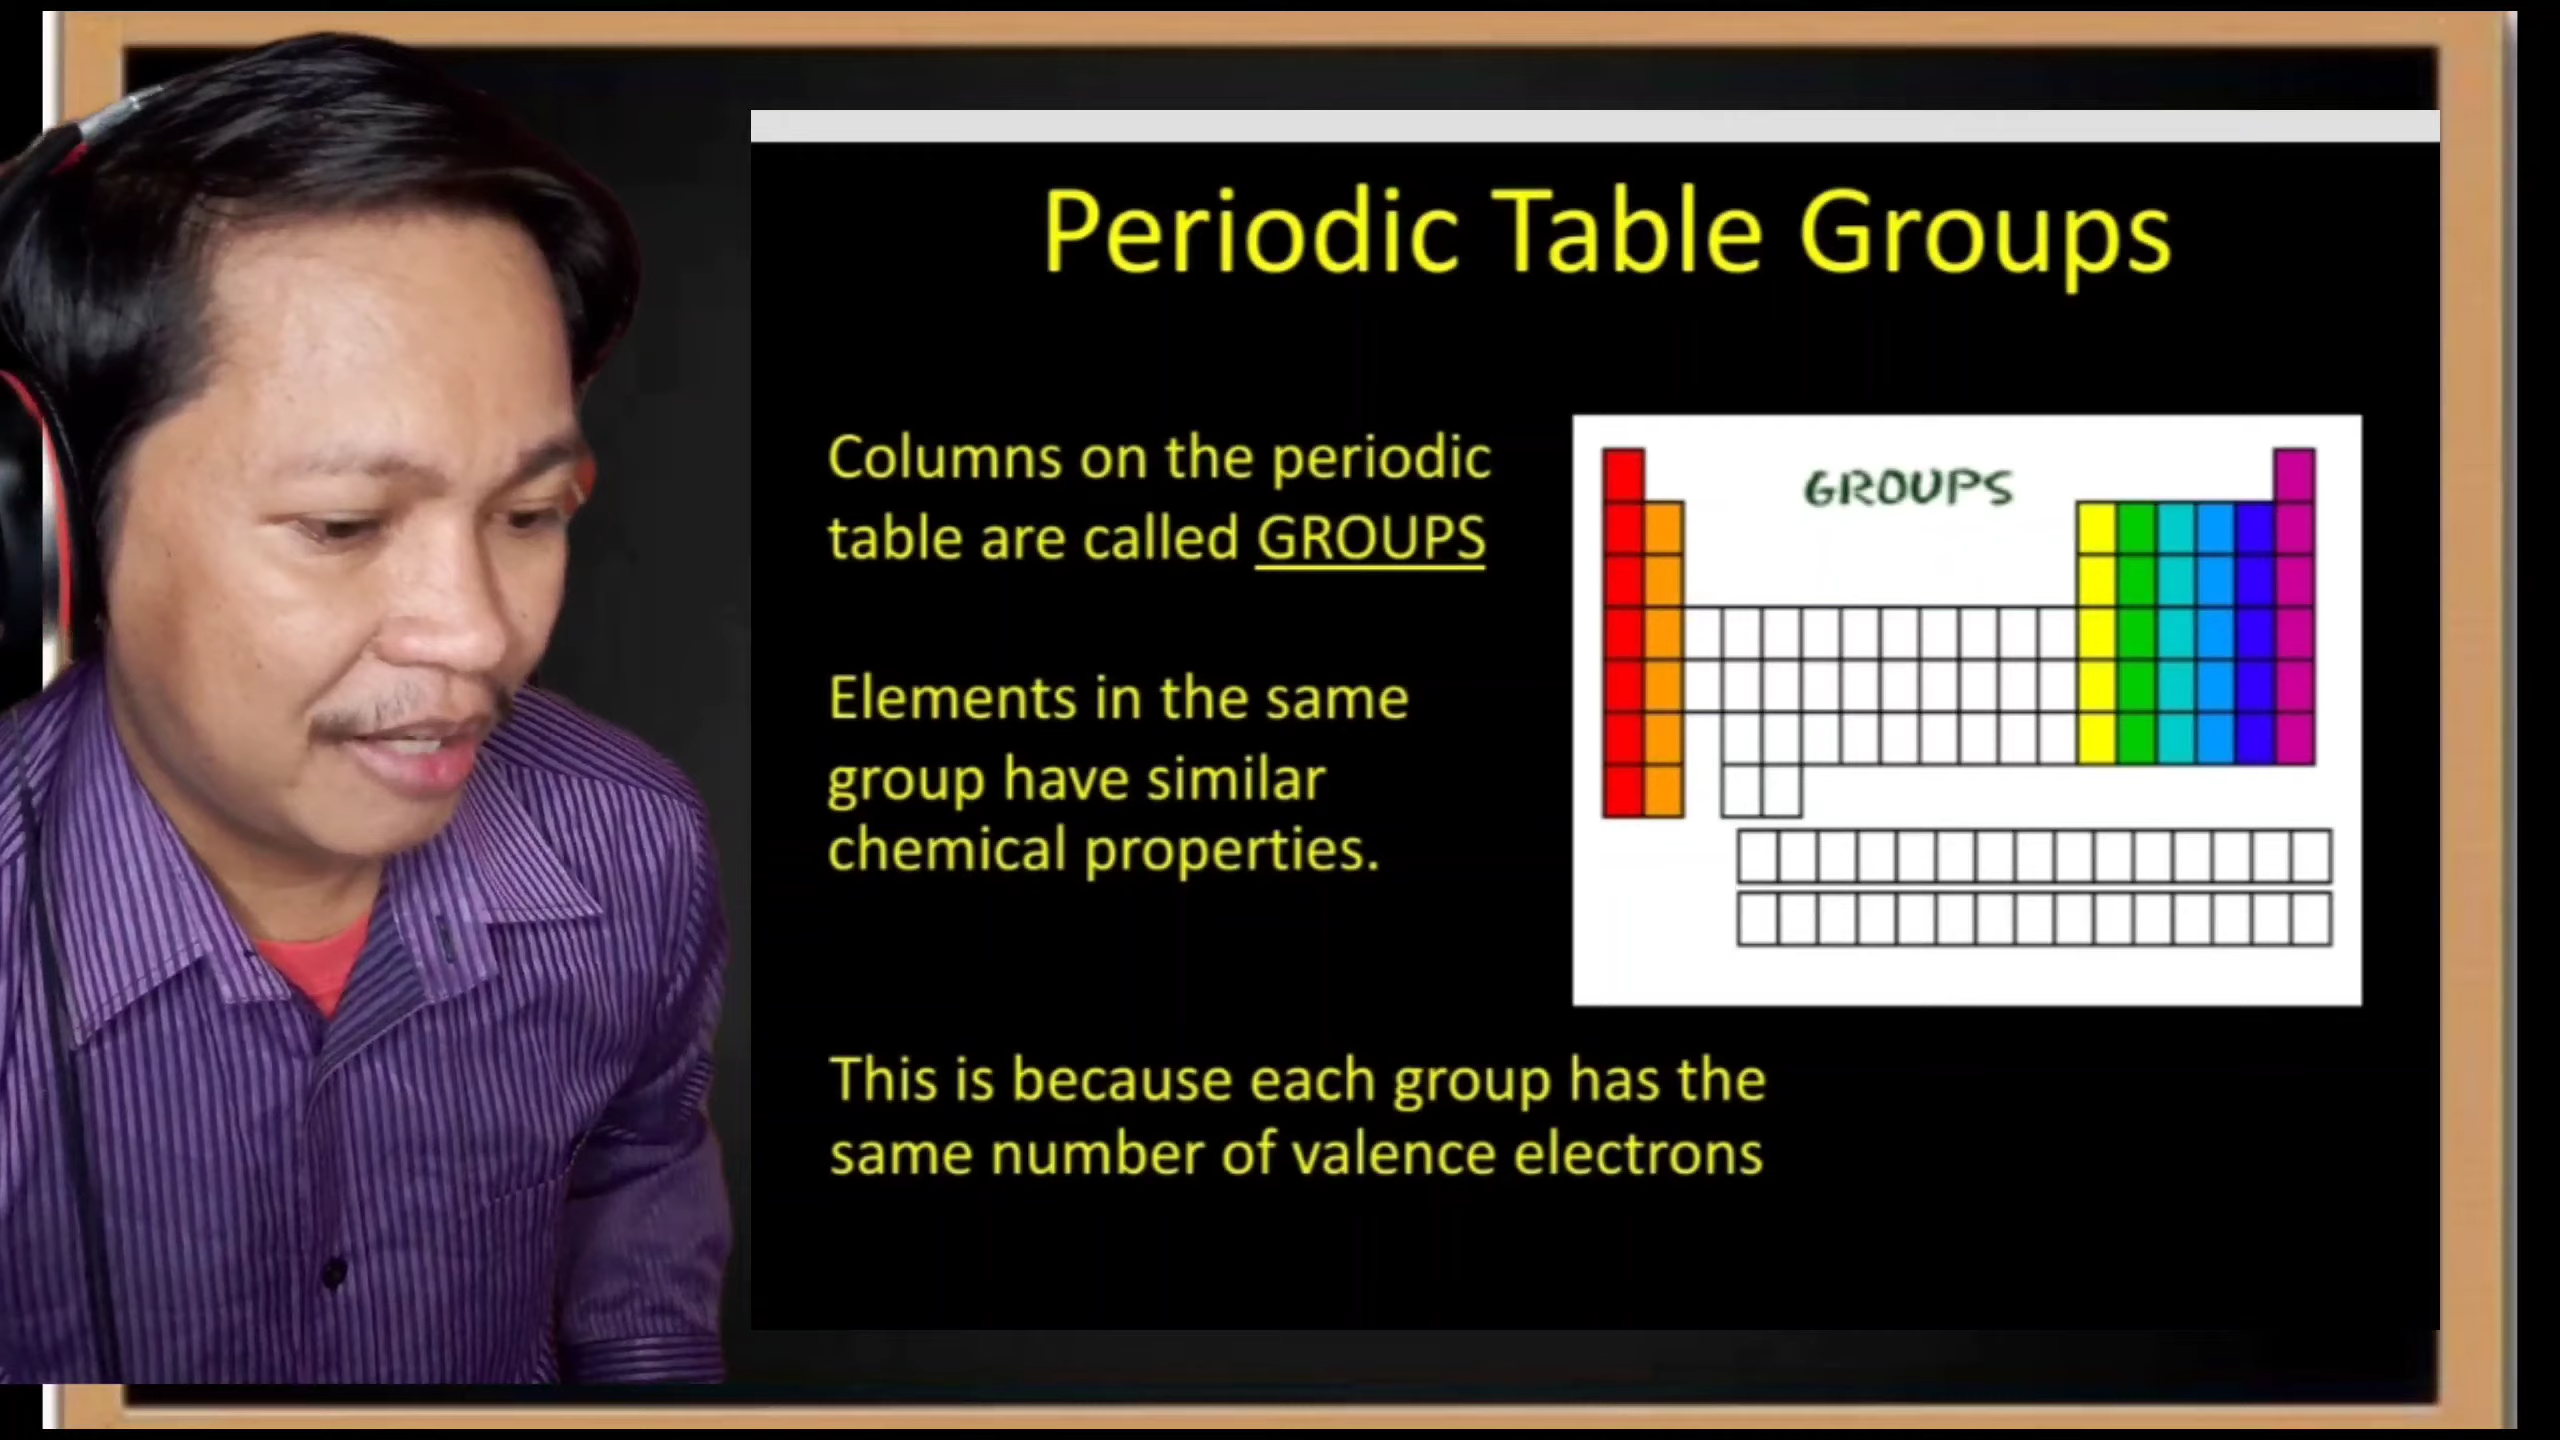 Periodic Table Groups
Columns on the periodic
table are called GROUPS
GROUPS
Elements in the same
group have similar
chemical properties.
This is because each group has the
same number of valence electrons